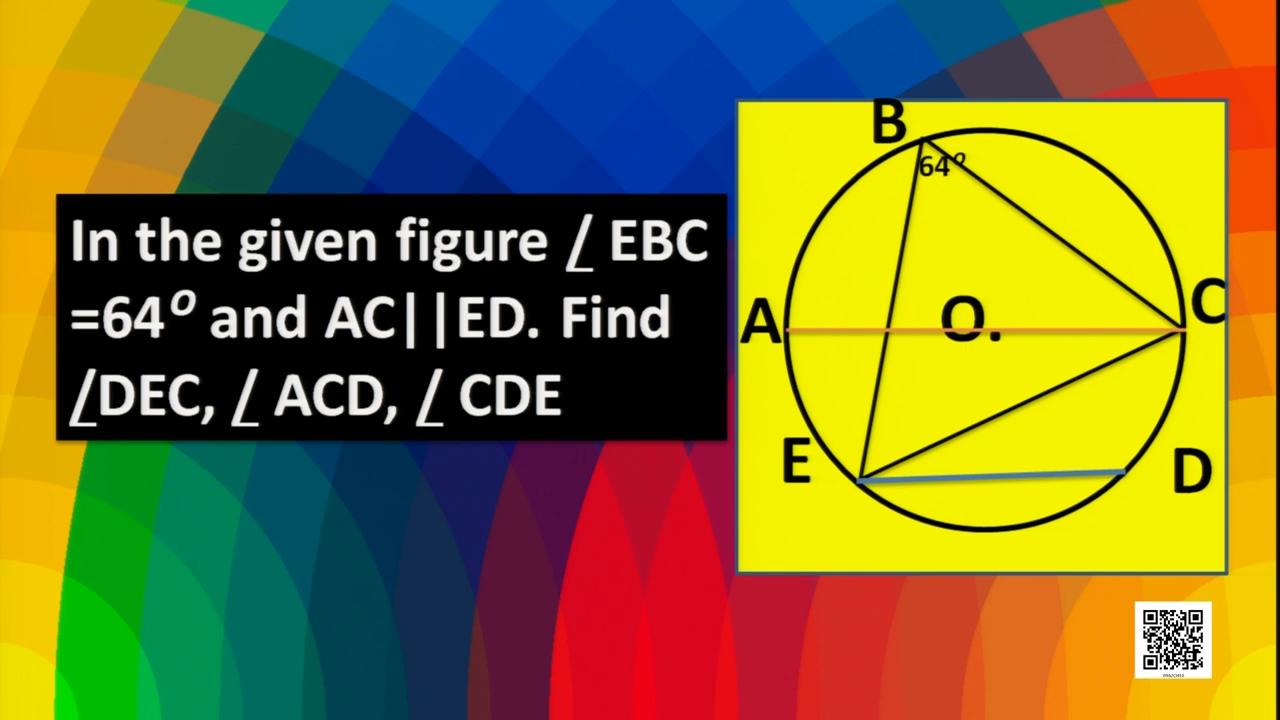 In the given figure ∠ EBC
=64° and AC||ED. Find
∠DEC, ∠ ACD, ∠ CDE
B
64°
A
O.
C
E
D